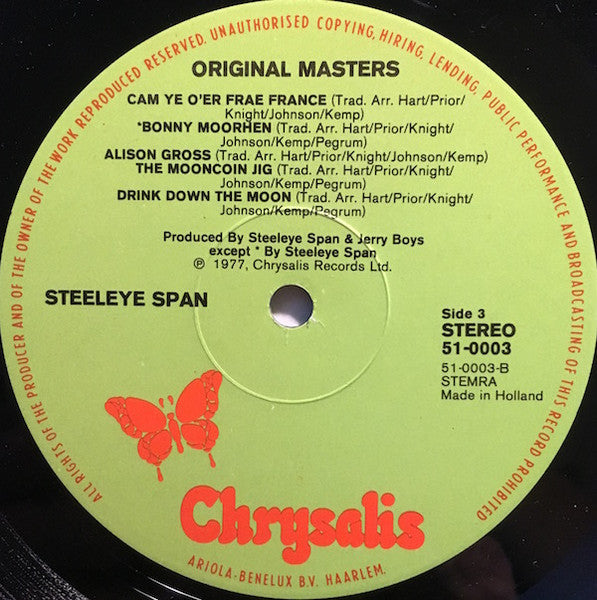 ALL RIGHTS OF THE PRODUCER AND OF THE OWNER OF THE WORK REPRODUCED RESERVED. UNAUTHORISED COPYING, HIRING, LENDING, PUBLIC PERFORMANCE AND BROADCASTING OF THIS RECORD PROHIBITED
ORIGINAL MASTERS
CAM YE O'ER FRAE FRANCE (Trad. Arr. Hart/Prior/
Knight/Johnson/Kemp)
*BONNY MOORHEN (Trad. Arr. Hart/Prior/Knight/
Johnson/Kemp/Pegrum)
ALISON GROSS (Trad. Arr. Hart/Prior/Knight/Johnson/Kemp)
THE MOONCOIN JIG (Trad. Arr. Hart/Prior/Knight/
Johnson/Kemp/Pegrum)
DRINK DOWN THE MOON (Trad. Arr. Hart/Prior/Knight/
Johnson/Kemp/Pegrum)
Produced By Steeleye Span & Jerry Boys
except * By Steeleye Span
℗ 1977, Chrysalis Records Ltd.
STEELEYE SPAN
Side 3
STEREO
51-0003
51-0003-B
STEMRA
Made in Holland
Chrysalis
ARIOLA-BENELUX B.V. HAARLEM.